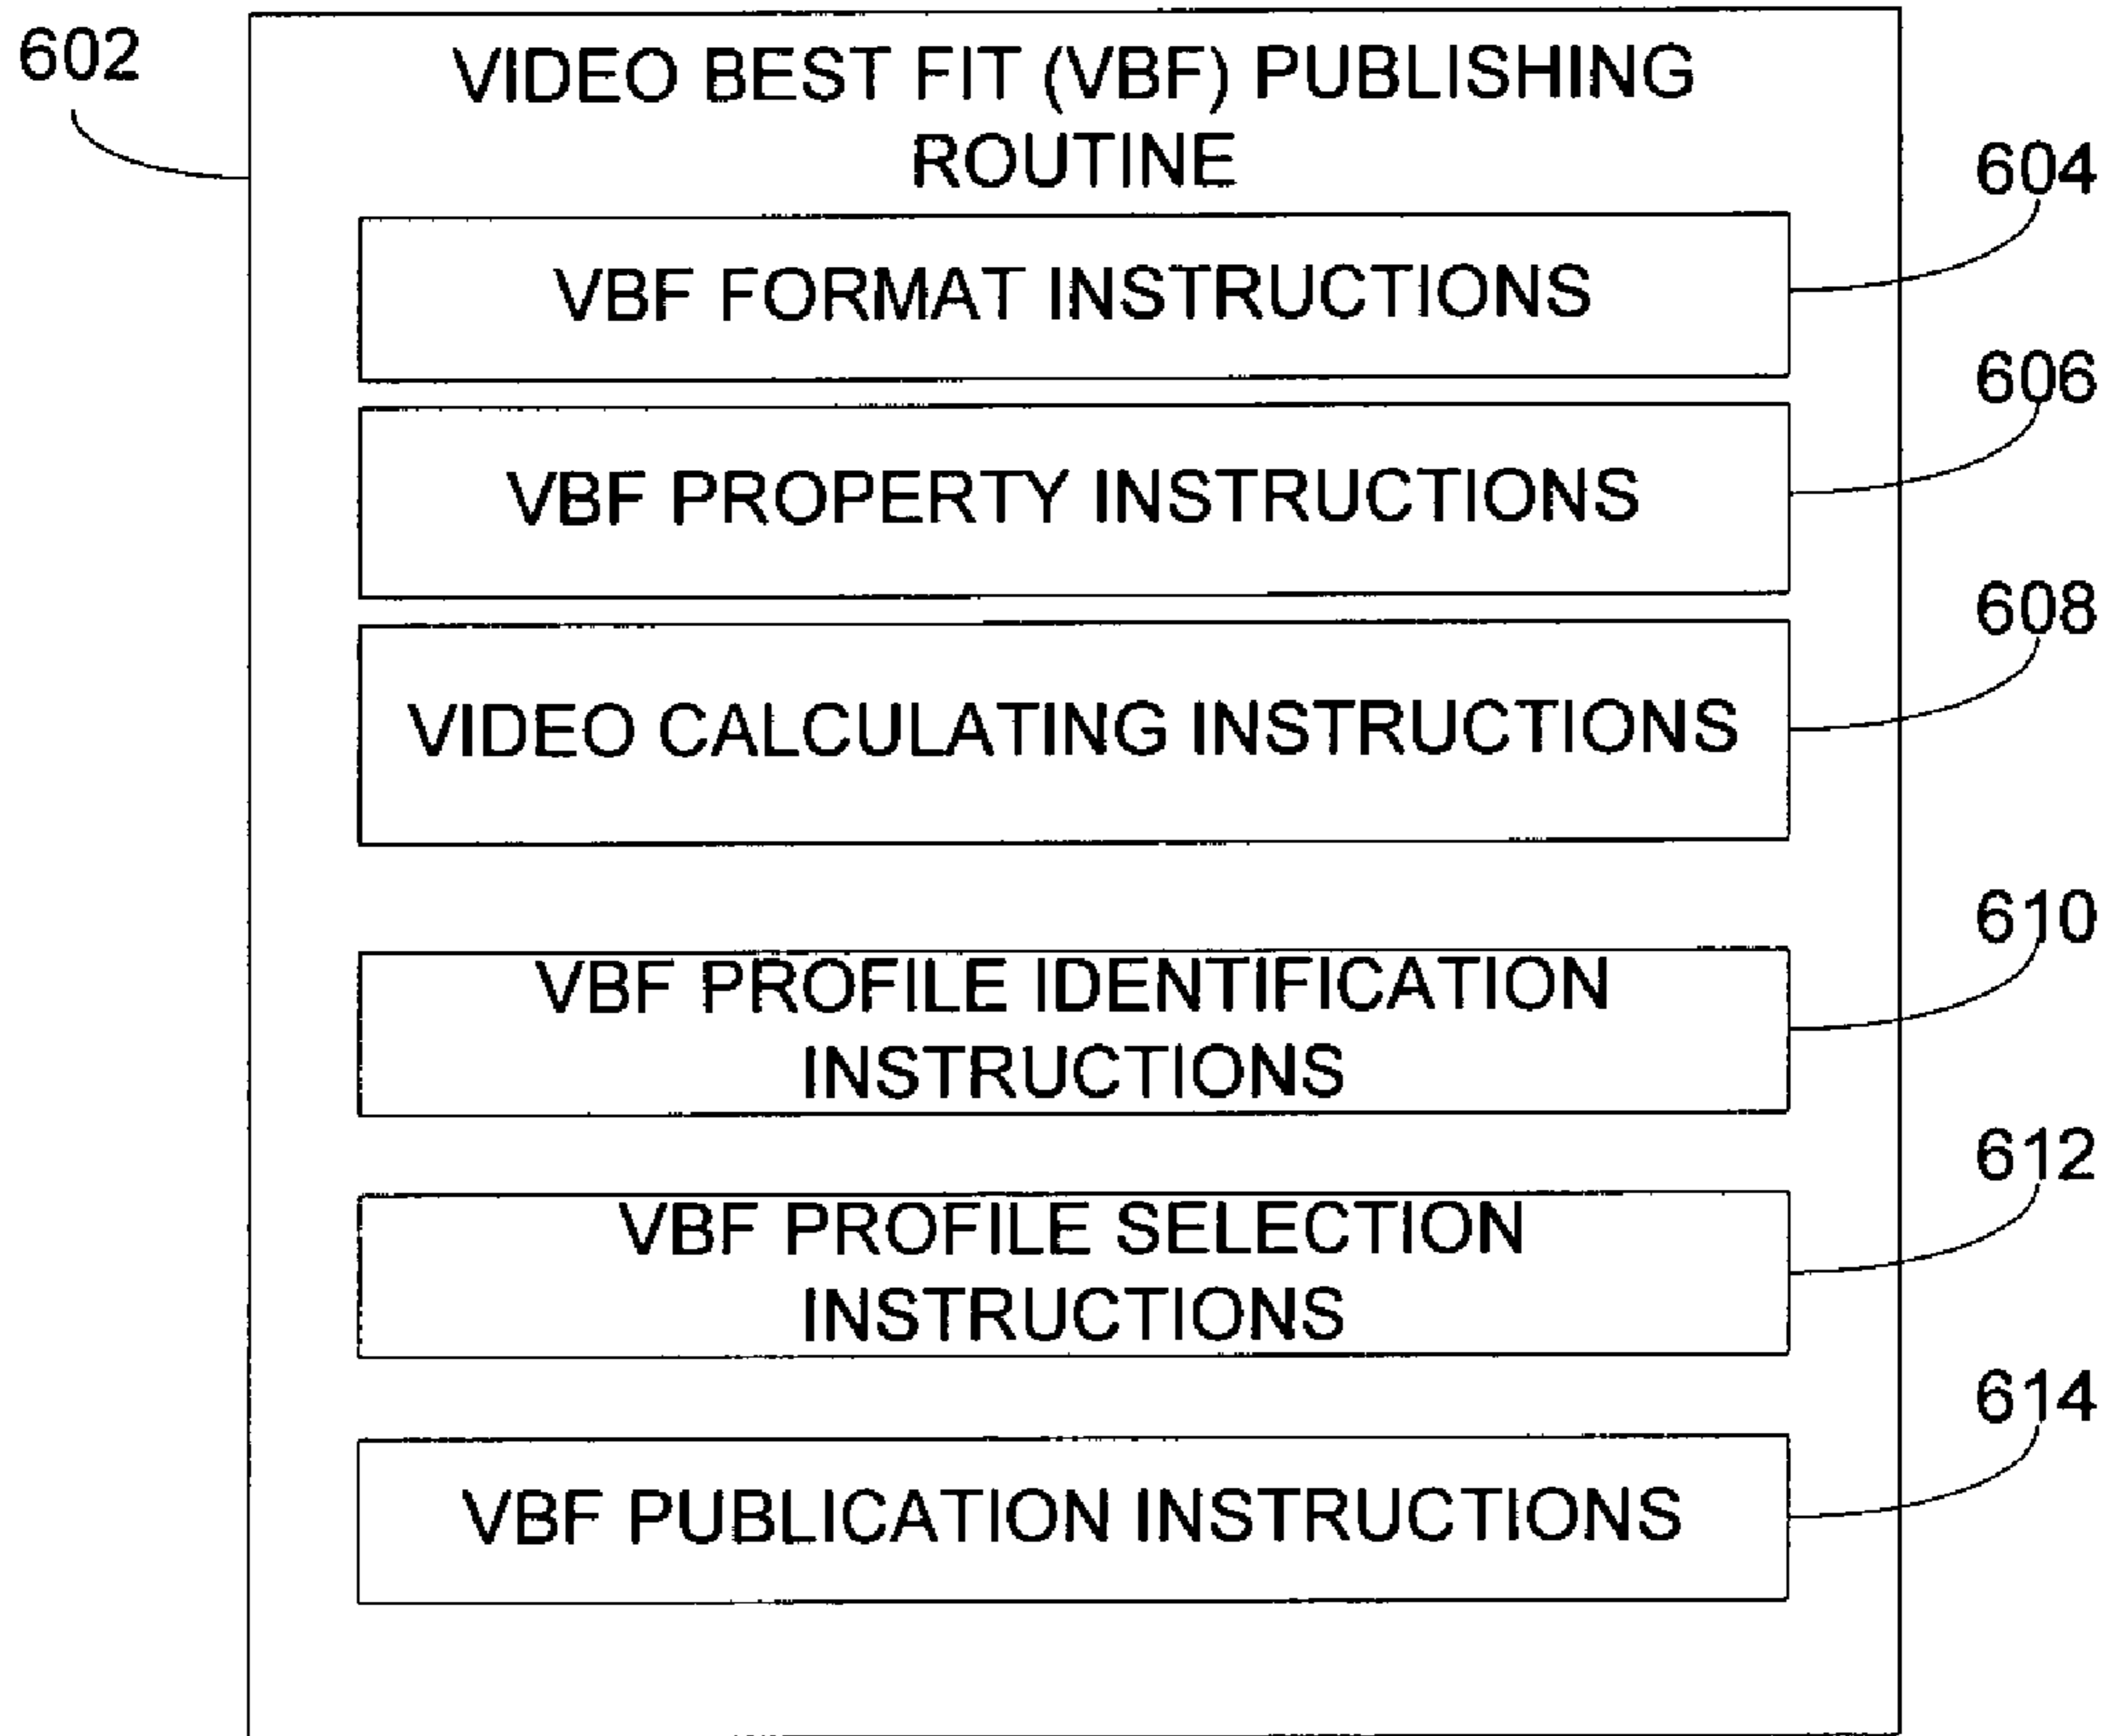 602
VIDEO BEST FIT (VBF) PUBLISHING
ROUTINE
604
VBF FORMAT INSTRUCTIONS
606
VBF PROPERTY INSTRUCTIONS
608
VIDEO CALCULATING INSTRUCTIONS
610
VBF PROFILE IDENTIFICATION
INSTRUCTIONS
612
VBF PROFILE SELECTION
INSTRUCTIONS
614
VBF PUBLICATION INSTRUCTIONS